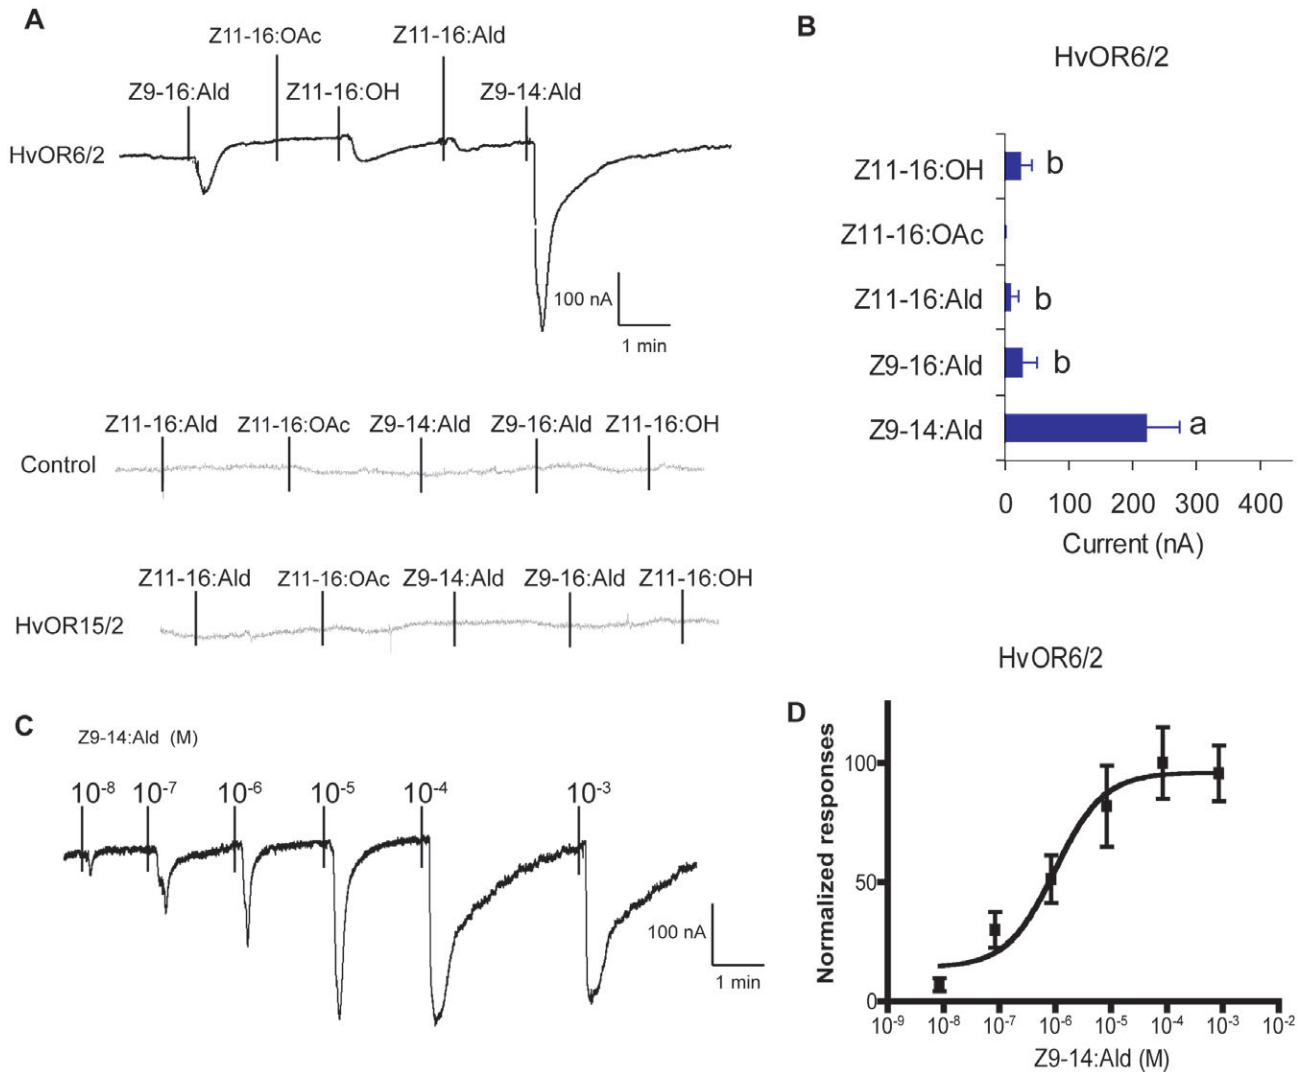 A
Z11-16:OAc Z11-16:Ald
Z9-16:Ald Z11-16:OH Z9-14:Ald
HvOR6/2
100 nA
1 min
Z11-16:Ald Z11-16:OAc Z9-14:Ald Z9-16:Ald Z11-16:OH
Control
Z11-16:Ald Z11-16:OAc Z9-14:Ald Z9-16:Ald Z11-16:OH
HvOR15/2
B
HvOR6/2
Z11-16:OH b
Z11-16:OAc
Z11-16:Ald b
Z9-16:Ald b
Z9-14:Ald a
0 100 200 300 400
Current (nA)
C
Z9-14:Ald (M)
10⁻⁸ 10⁻⁷ 10⁻⁶ 10⁻⁵ 10⁻⁴ 10⁻³
100 nA
1 min
HvOR6/2
D
Normalized responses
100
50
0
10⁻⁹ 10⁻⁸ 10⁻⁷ 10⁻⁶ 10⁻⁵ 10⁻⁴ 10⁻³ 10⁻²
Z9-14:Ald (M)